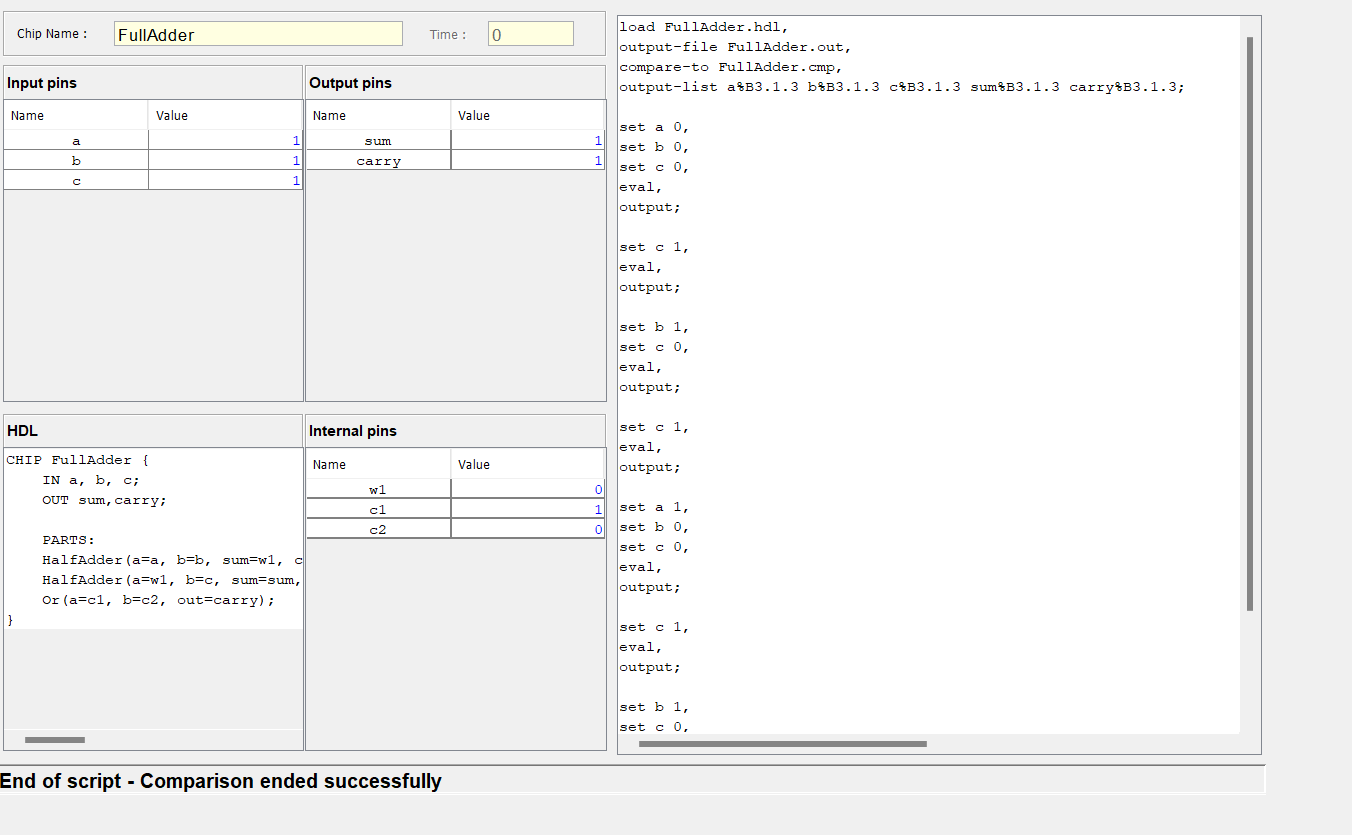 Chip Name : FullAdder Time : 0
Input pins
Name Value
a 1
b 1
c 1
Output pins
Name Value
sum 1
carry 1
HDL
CHIP FullAdder {
    IN a, b, c;
    OUT sum,carry;

    PARTS:
    HalfAdder(a=a, b=b, sum=w1, c
    HalfAdder(a=w1, b=c, sum=sum,
    Or(a=c1, b=c2, out=carry);
}
Internal pins
Name Value
w1 0
c1 1
c2 0
load FullAdder.hdl,
output-file FullAdder.out,
compare-to FullAdder.cmp,
output-list a%B3.1.3 b%B3.1.3 c%B3.1.3 sum%B3.1.3 carry%B3.1.3;

set a 0,
set b 0,
set c 0,
eval,
output;

set c 1,
eval,
output;

set b 1,
set c 0,
eval,
output;

set c 1,
eval,
output;

set a 1,
set b 0,
set c 0,
eval,
output;

set c 1,
eval,
output;

set b 1,
set c 0,
End of script - Comparison ended successfully